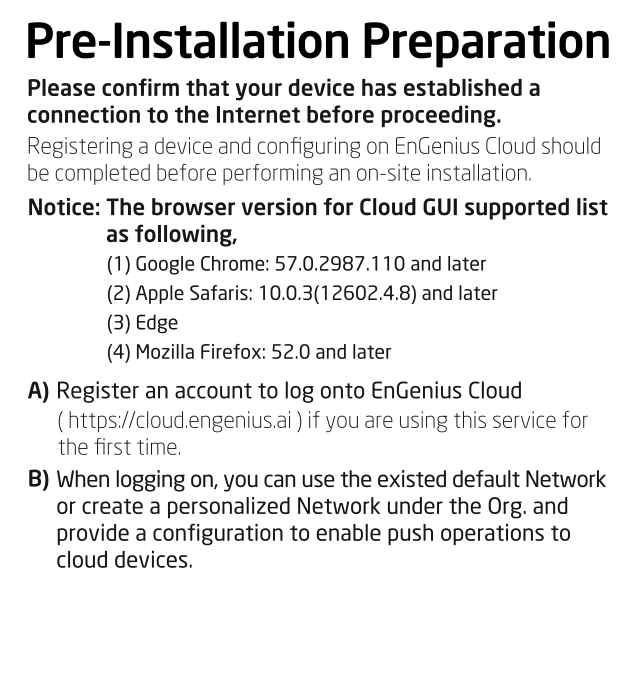 Pre-Installation Preparation
Please confirm that your device has established a
connection to the Internet before proceeding.
Registering a device and configuring on EnGenius Cloud should
be completed before performing an on-site installation.
Notice: The browser version for Cloud GUI supported list
as following,
(1) Google Chrome: 57.0.2987.110 and later
(2) Apple Safaris: 10.0.3(12602.4.8) and later
(3) Edge
(4) Mozilla Firefox: 52.0 and later
A) Register an account to log onto EnGenius Cloud
( https://cloud.engenius.ai ) if you are using this service for
the first time.
B) When logging on, you can use the existed default Network
or create a personalized Network under the Org. and
provide a configuration to enable push operations to
cloud devices.